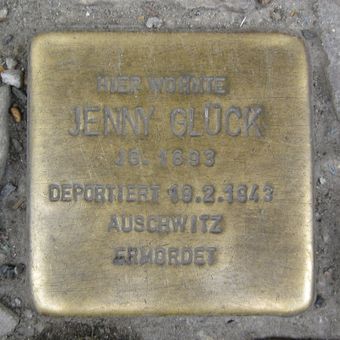 HIER WOHNTE
JENNY GLÜCK
JG. 1893
DEPORTIERT 19.2.1943
AUSCHWITZ
ERMORDET